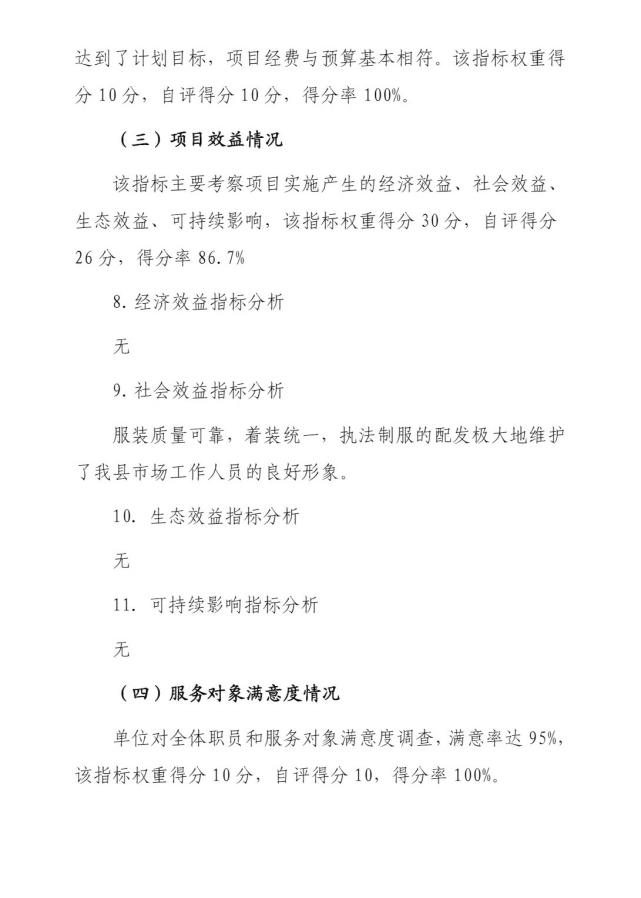 达到了计划目标，项目经费与预算基本相符。该指标权重得
分 10 分，自评得分 10 分，得分率 100%。
（三）项目效益情况
该指标主要考察项目实施产生的经济效益、社会效益、
生态效益、可持续影响，该指标权重得分 30 分，自评得分
26 分，得分率 86.7%
8. 经济效益指标分析
无
9. 社会效益指标分析
服装质量可靠，着装统一，执法制服的配发极大地维护
了我县市场工作人员的良好形象。
10. 生态效益指标分析
无
11. 可持续影响指标分析
无
（四）服务对象满意度情况
单位对全体职员和服务对象满意度调查，满意率达 95%，
该指标权重得分 10 分，自评得分 10，得分率 100%。